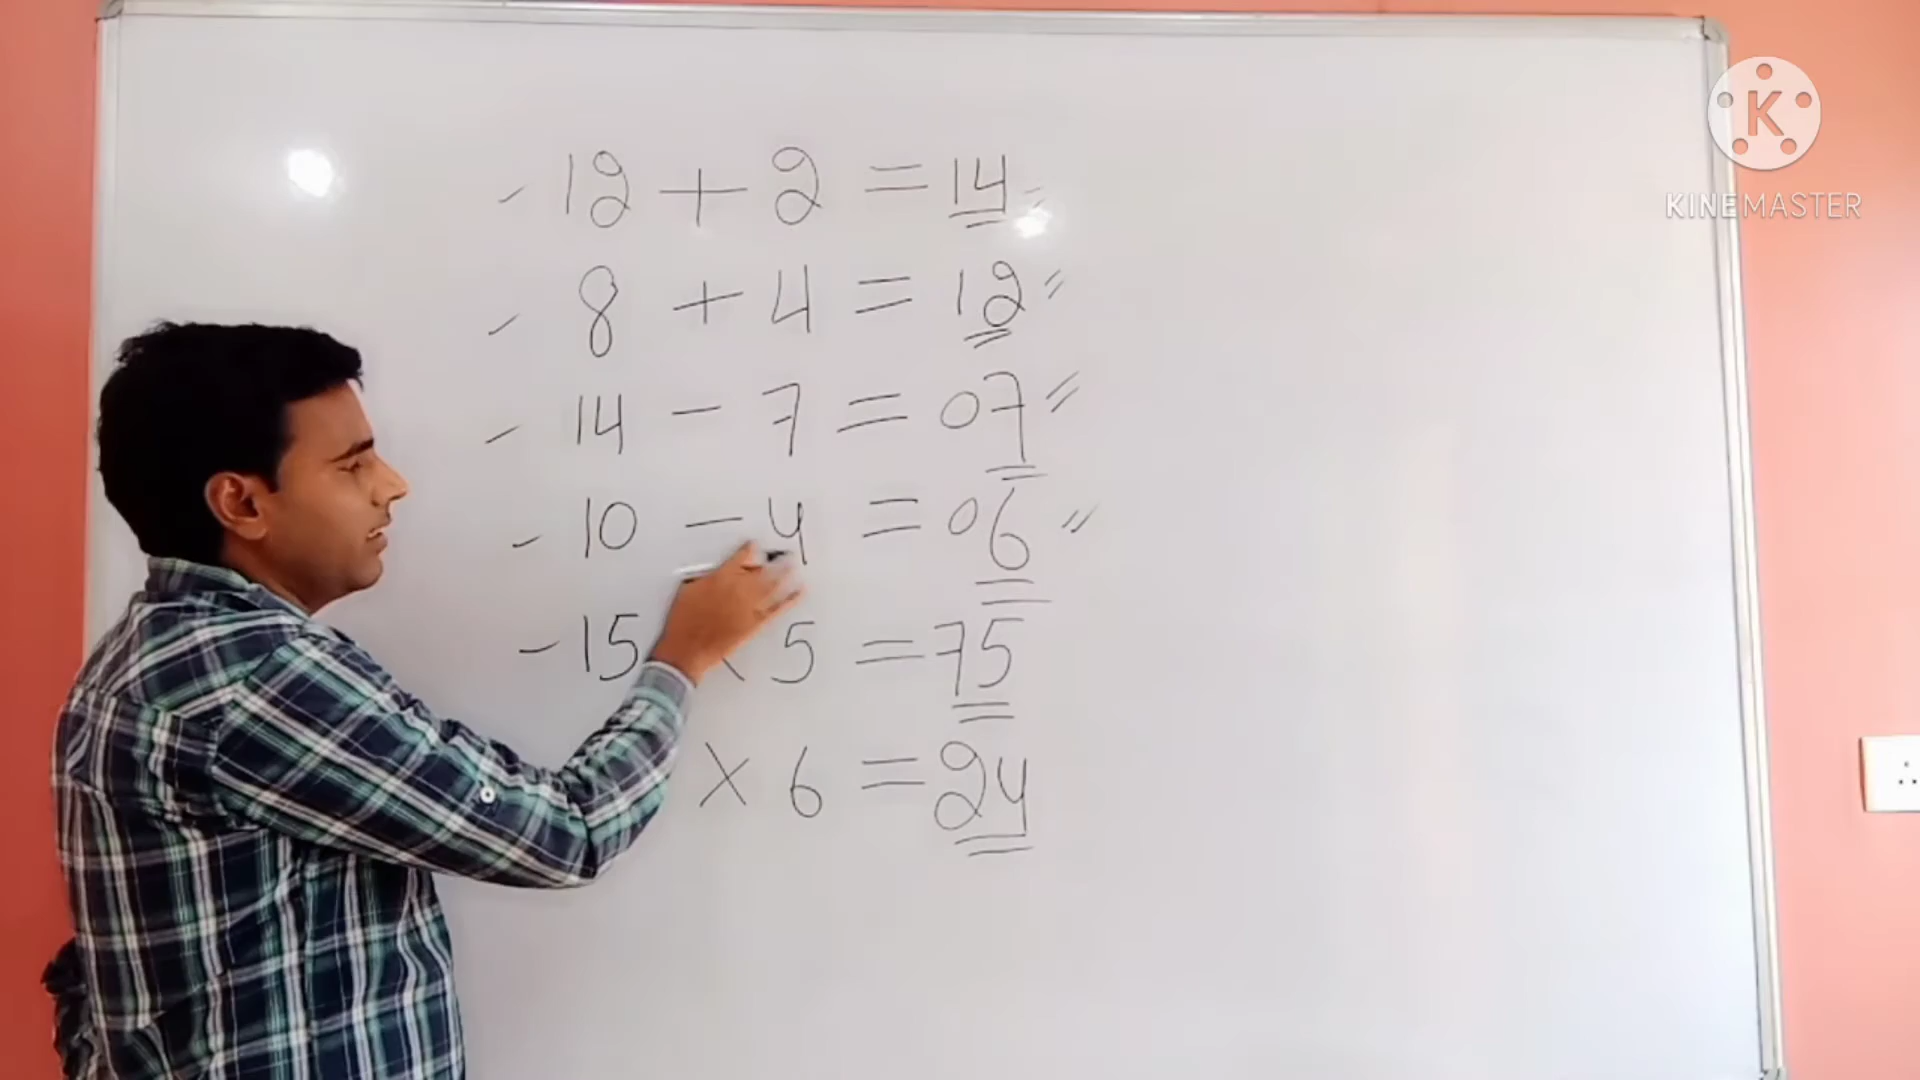 - 12 + 2 = 14
- 8 + 4 = 12
- 14 - 7 = 07
- 10 - 4 = 06
- 15 × 5 = 75
× 6 = 24
K
KINEMASTER